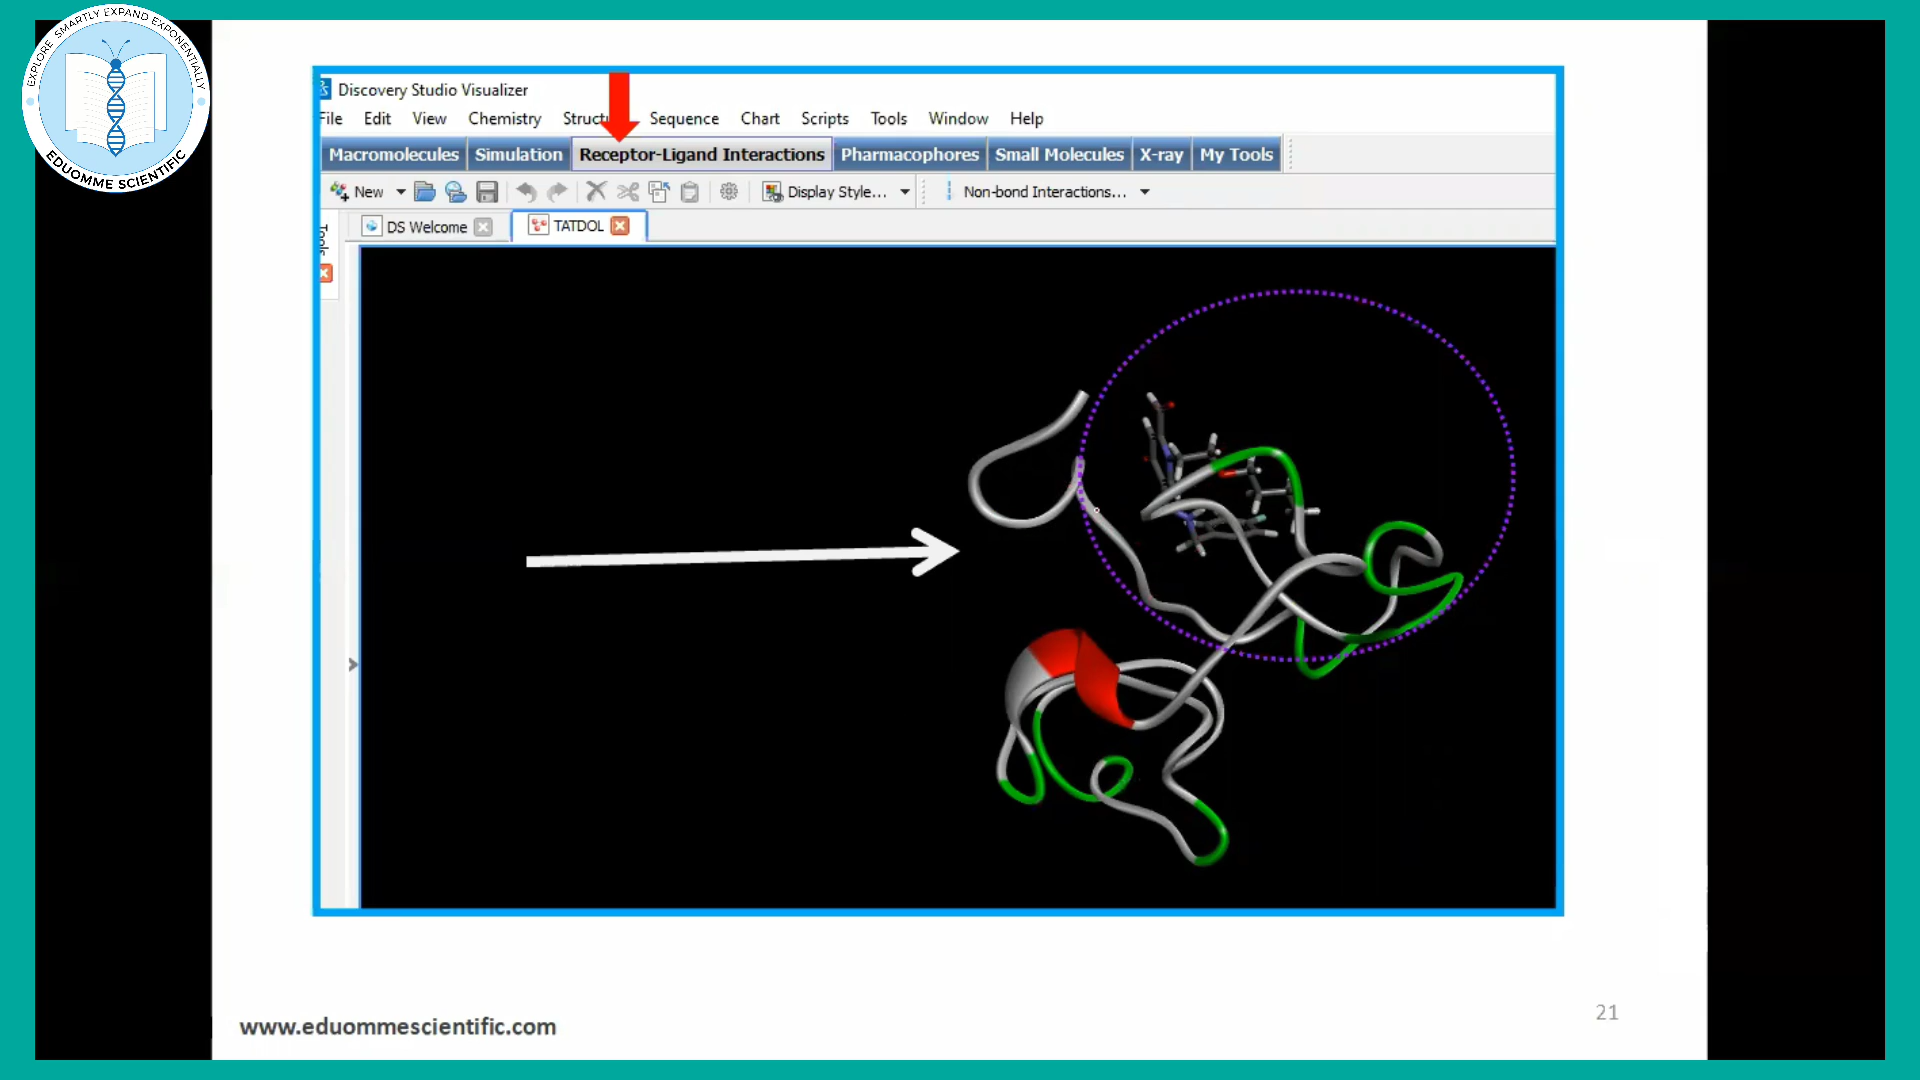 EXPLORE SMARTLY EXPAND EXPONENTIALLY
EDUOMME SCIENTIFIC
Discovery Studio Visualizer
File Edit View Chemistry Sequence Chart Scripts Tools Window Help
Macromolecules Simulation Receptor-Ligand Interactions Pharmacophores Small Molecules X-ray My Tools
New Display Style... Non-bond Interactions...
Tools
DS Welcome TATDOL
www.eduommescientific.com
21